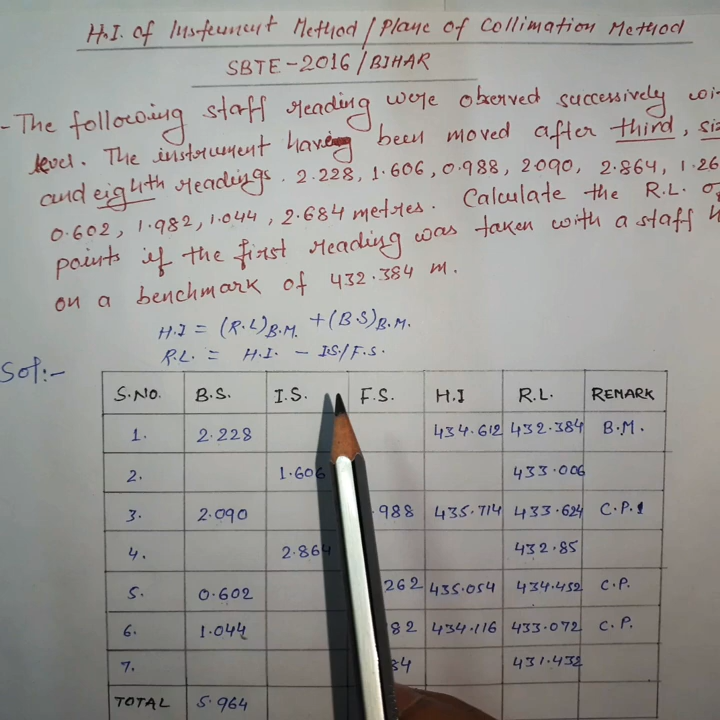 H.I. of Instrument Method / Plane of Collimation Method
SBTE-2016/BIHAR
- The following staff reading were observed successively wi
level. The instrument having been moved after third, six
and eighth readings. 2.228, 1.606, 0.988, 2.090, 2.864, 1.26
0.602, 1.982, 1.044, 2.684 metres. Calculate the R.L. of
points if the first reading was taken with a staff h
on a benchmark of 432.384 m.
H.I = (R.L)B.M. + (B.S)B.M.
R.L. = H.I. - I.S/F.S.
Sol:-
S.NO. B.S. I.S. F.S. H.I R.L. REMARK
1. 2.228 434.612 432.384 B.M.
2. 1.606 433.006
3. 2.090 .988 435.714 433.624 C.P.1
4. 2.864 432.85
5. 0.602 262 435.054 434.452 C.P.
6. 1.044 82 434.116 433.072 C.P.
7. 84 431.432
TOTAL 5.964